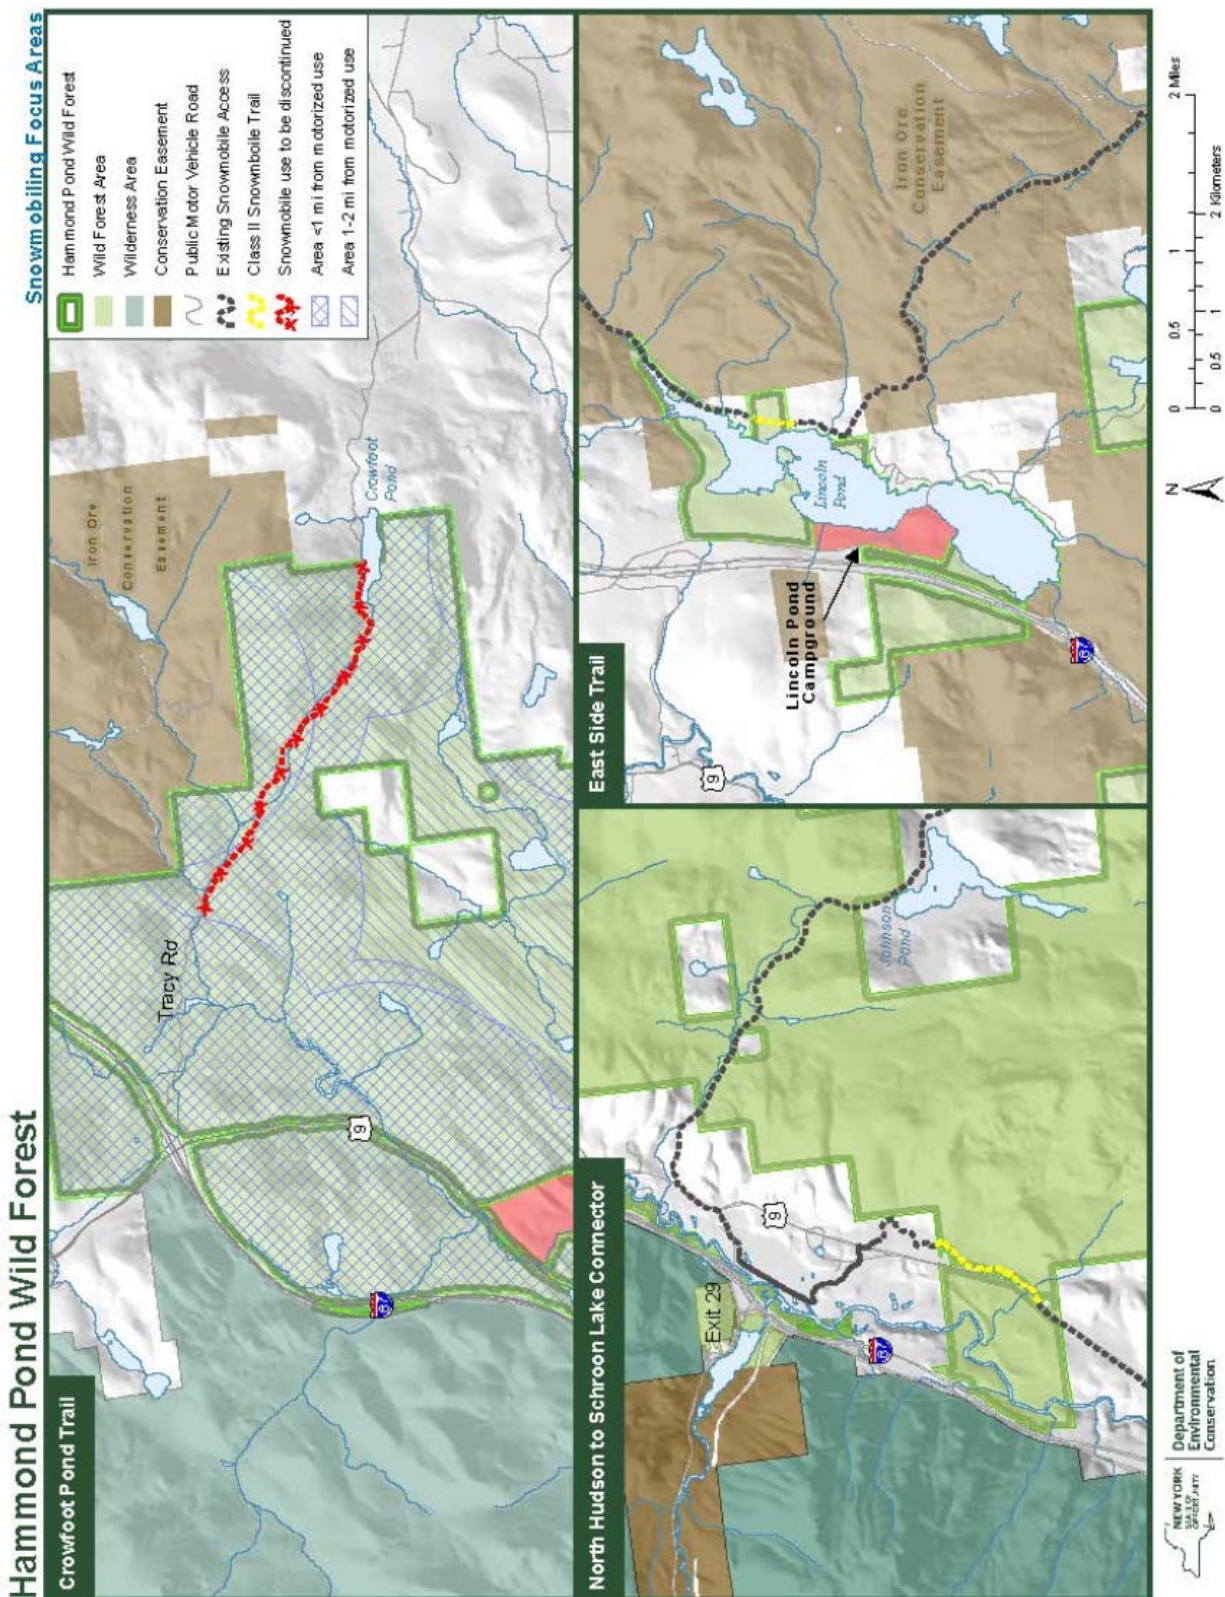 Hammond Pond Wild Forest
Snowmobiling Focus Areas
Crowfoot Pond Trail
Tracy Rd
9
87
Iron Ore
Conservation
Easement
Crowfoot
Pond
Hammond Pond Wild Forest
Wild Forest Area
Wilderness Area
Conservation Easement
Public Motor Vehicle Road
Existing Snowmobile Access
Class II Snowmboile Trail
Snowmobile use to be discontinued
Area <1 mi from motorized use
Area 1-2 mi from motorized use
North Hudson to Schroon Lake Connector
Exit 29
9
87
Johnson
Pond
East Side Trail
9
Lincoln Pond
Campground
87
Lincoln
Pond
Iron Ore
Conservation
Easement
NEW YORK
STATE OF
OPPORTUNITY
Department of
Environmental
Conservation
N
0 0.5 1 2 Miles
0 0.5 1 2 Kilometers